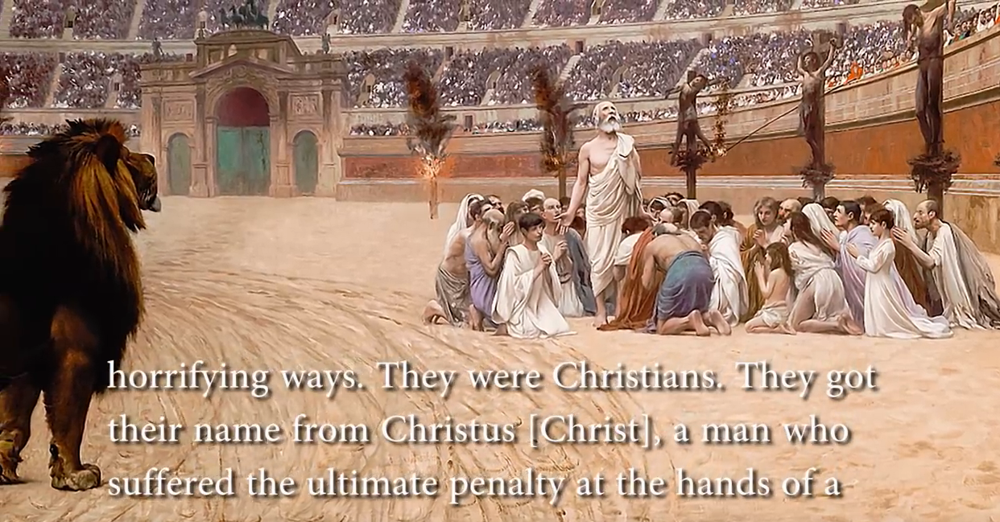 horrifying ways. They were Christians. They got
their name from Christus [Christ], a man who
suffered the ultimate penalty at the hands of a